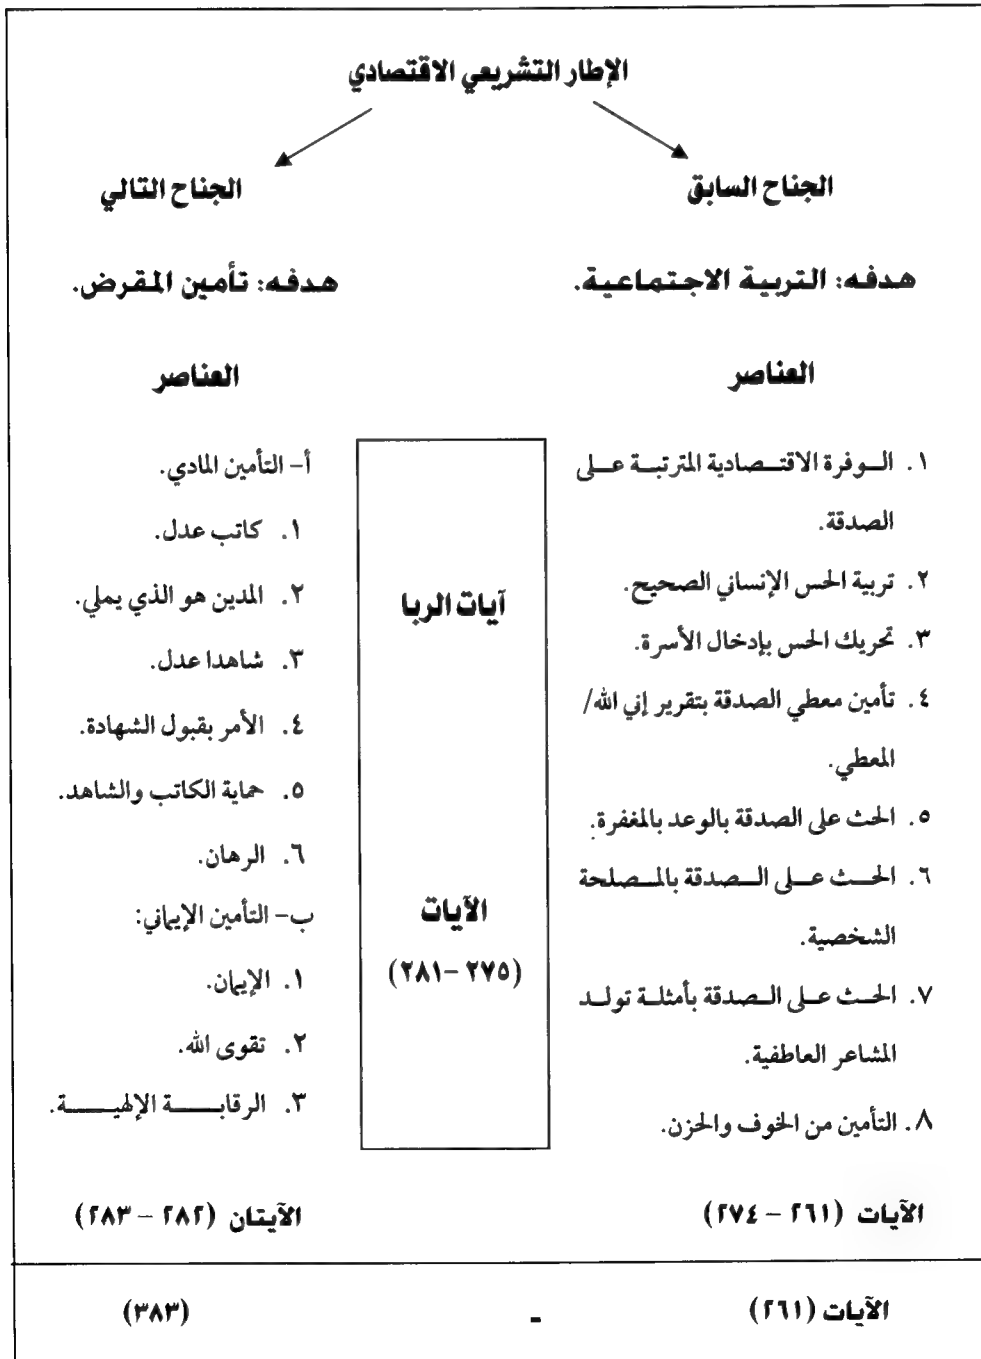 الإطار التشريعي الاقتصادي
الجناح السابق
هدفه: التربية الاجتماعية.
العناصر
١. الوفرة الاقتصادية المترتبة على
الصدقة.
٢. تربية الحس الإنساني الصحيح.
٣. تحريك الحس بإدخال الأسرة.
٤. تأمين معطي الصدقة بتقرير إني الله/
المعطي.
٥. الحث على الصدقة بالوعد بالمغفرة.
٦. الحث على الصدقة بالمصلحة
الشخصية.
٧. الحث على الصدقة بأمثلة تولد
المشاعر العاطفية.
٨. التأمين من الخوف والحزن.
الآيات (٢٦١ – ٢٧٤)
آيات الربا
الآيات
(٢٧٥ –٢٨١)
الجناح التالي
هدفه: تأمين المقرض.
العناصر
أ– التأمين المادي.
١. كاتب عدل.
٢. المدين هو الذي يملي.
٣. شاهدا عدل.
٤. الأمر بقبول الشهادة.
٥. حماية الكاتب والشاهد.
٦. الرهان.
ب– التأمين الإيماني:
١. الإيمان.
٢. تقوى الله.
٣. الرقابة الإلهية.
الآيتان (٢٨٢ – ٢٨٣)
الآيات (٢٦١) - (٣٨٣)